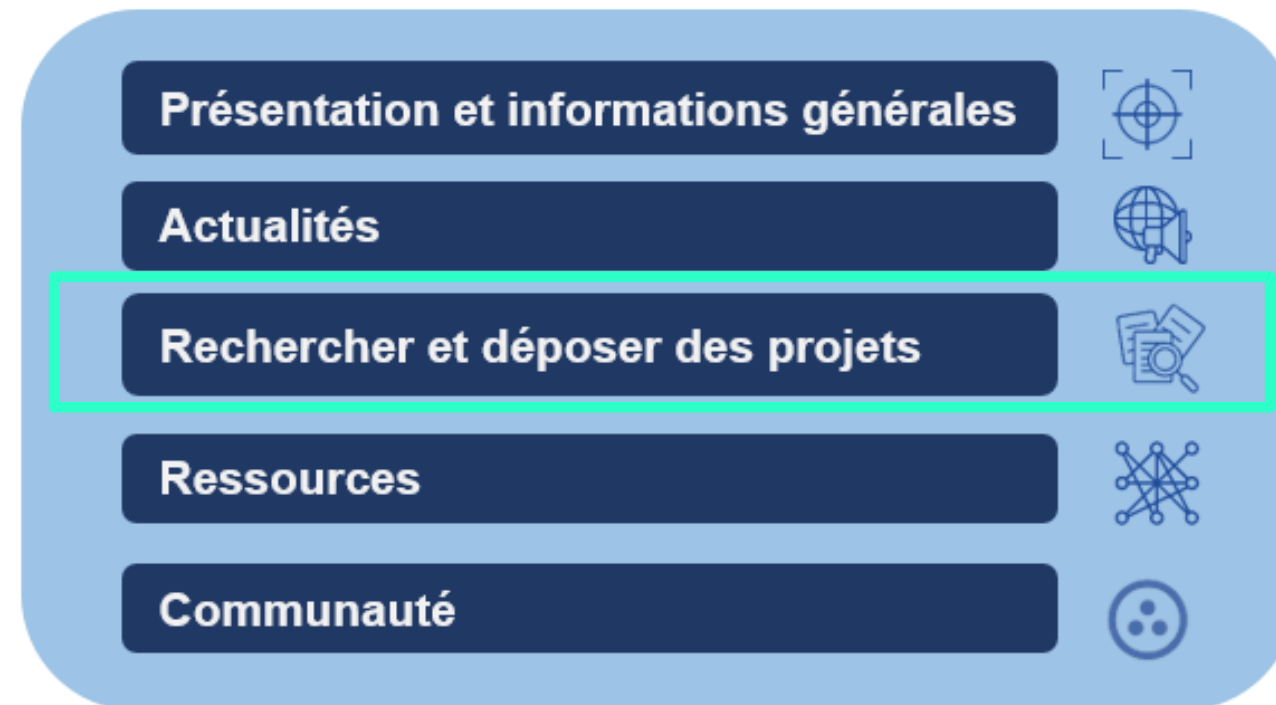 Présentation et informations générales
Actualités
Rechercher et déposer des projets
Ressources
Communauté